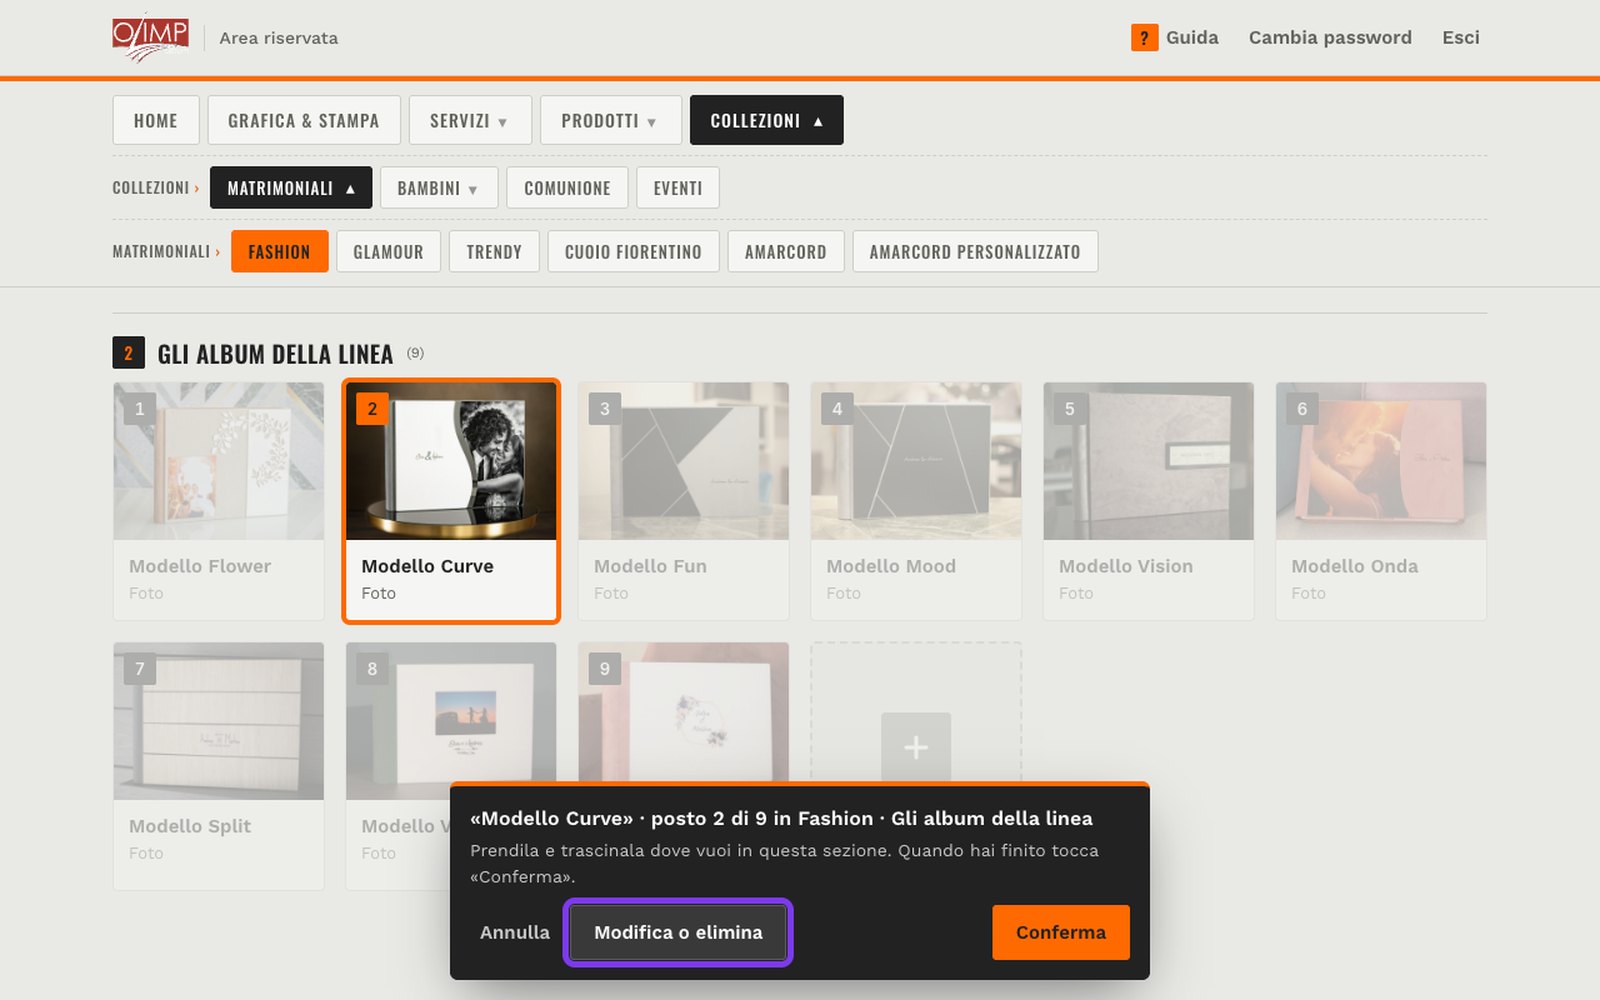 OLIMP
Area riservata
? Guida
Cambia password
Esci
HOME
GRAFICA & STAMPA
SERVIZI ▼
PRODOTTI ▼
COLLEZIONI ▲
COLLEZIONI ›
MATRIMONIALI ▲
BAMBINI ▼
COMUNIONE
EVENTI
MATRIMONIALI ›
FASHION
GLAMOUR
TRENDY
CUOIO FIORENTINO
AMARCORD
AMARCORD PERSONALIZZATO
2 GLI ALBUM DELLA LINEA (9)
1
Modello Flower
Foto
2
Modello Curve
Foto
3
Modello Fun
Foto
4
Modello Mood
Foto
5
Modello Vision
Foto
6
Modello Onda
Foto
7
Modello Split
Foto
8
Modello V
Foto
9
+
«Modello Curve» · posto 2 di 9 in Fashion · Gli album della linea
Prendila e trascinala dove vuoi in questa sezione. Quando hai finito tocca
«Conferma».
Annulla
Modifica o elimina
Conferma